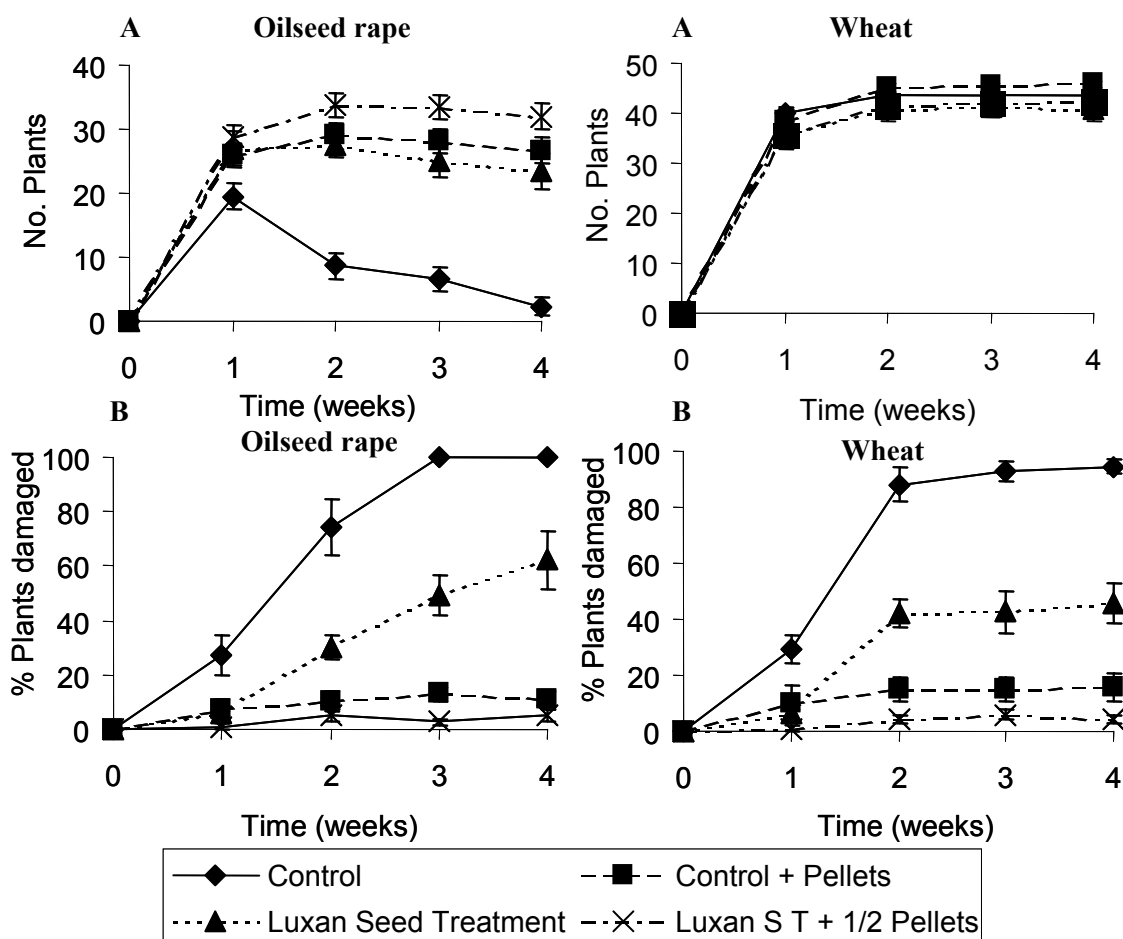 A Oilseed rape
40
30
20
10
0
No. Plants
0 1 2 3 4
Time (weeks)
A Wheat
50
40
30
20
10
0
No. Plants
0 1 2 3 4
Time (weeks)
B
Oilseed rape
100
80
60
40
20
0
% Plants damaged
0 1 2 3 4
Time (weeks)
B
Wheat
100
80
60
40
20
0
% Plants damaged
0 1 2 3 4
Time (weeks)
Control Control + Pellets
Luxan Seed Treatment Luxan S T + 1/2 Pellets